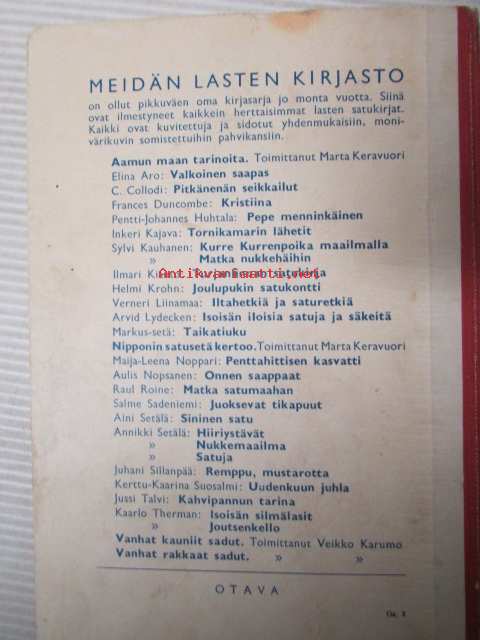 MEIDÄN LASTEN KIRJASTO
on ollut pikkuväen oma kirjasarja jo monta vuotta. Siinä
ovat ilmestyneet kaikkein herttaisimmat lasten satukirjat.
Kaikki ovat kuvitettuja ja sidotut yhdenmukaisiin, moni-
värikuvin somistettuihin pahvikansiin.
Aamun maan tarinoita. Toimittanut Marta Keravuori
Elina Aro: Valkoinen saapas
C. Collodi: Pitkänenän seikkailut
Frances Duncombe: Kristiina
Pentti-Johannes Huhtala: Pepe menninkäinen
Inkeri Kajava: Tornikamarin lähetit
Sylvi Kauhanen: Kurre Kurrenpoika maailmalla
» Matka nukkehäihin
Ilmari satukirja
Antikvaari.net
Helmi Krohn: Joulupukin satukontti
Verneri Liinamaa: Iltahetkiä ja saturetkiä
Arvid Lydecken: Isoisän iloisia satuja ja säkeitä
Markus-setä: Taikatiuku
Nipponin satusetä kertoo. Toimittanut Marta Keravuori
Maija-Leena Noppari: Penttahittisen kasvatti
Aulis Nopsanen: Onnen saappaat
Raul Roine: Matka satumaahan
Salme Sadeniemi: Juoksevat tikapuut
Aini Setälä: Sininen satu
Annikki Setälä: Hiiriystävät
» Nukkemaailma
» Satuja
Juhani Sillanpää: Remppu, mustarotta
Kerttu-Kaarina Suosalmi: Uudenkuun juhla
Jussi Talvi: Kahvipannun tarina
Kaarlo Therman: Isoisän silmälasit
» Joutsenkello
Vanhat kauniit sadut. Toimittanut Veikko Karumo
Vanhat rakkaat sadut. » »
OTAVA